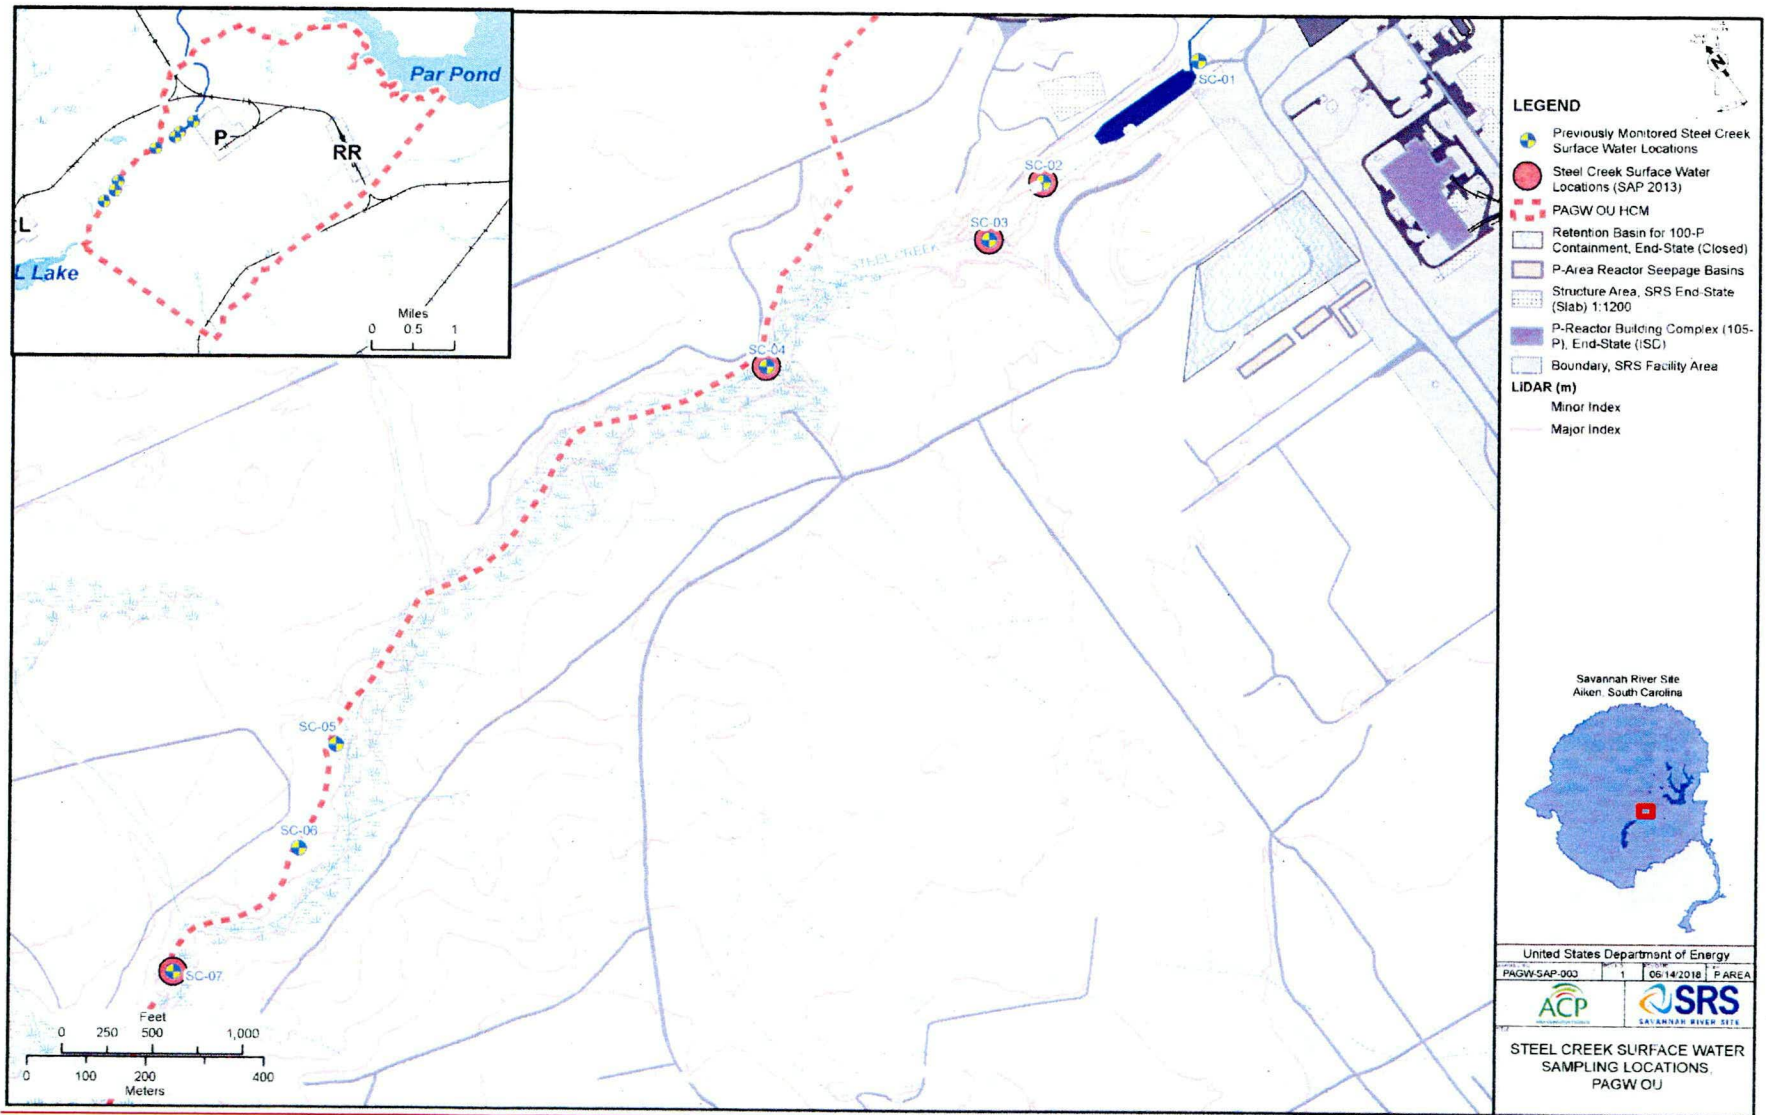 Par Pond
P
RR
L
L Lake
Miles
0 0.5 1
SC-01
SC-02
SC-03
STEEL CREEK
SC-04
SC-05
SC-06
SC-07
Feet
0 250 500 1,000
0 100 200 400
Meters
N
LEGEND
Previously Monitored Steel Creek
Surface Water Locations
Steel Creek Surface Water
Locations (SAP 2013)
PAGW OU HCM
Retention Basin for 100-P
Containment, End-State (Closed)
P-Area Reactor Seepage Basins
Structure Area, SRS End-State
(Slab) 1:1200
P-Reactor Building Complex (105-
P), End-State (ISD)
Boundary, SRS Facility Area
LiDAR (m)
Minor Index
Major Index
Savannah River Site
Aiken, South Carolina
United States Department of Energy
PAGW-SAP-003 1 06/14/2018 P AREA
ACP
SRS
SAVANNAH RIVER SITE
STEEL CREEK SURFACE WATER
SAMPLING LOCATIONS,
PAGW OU